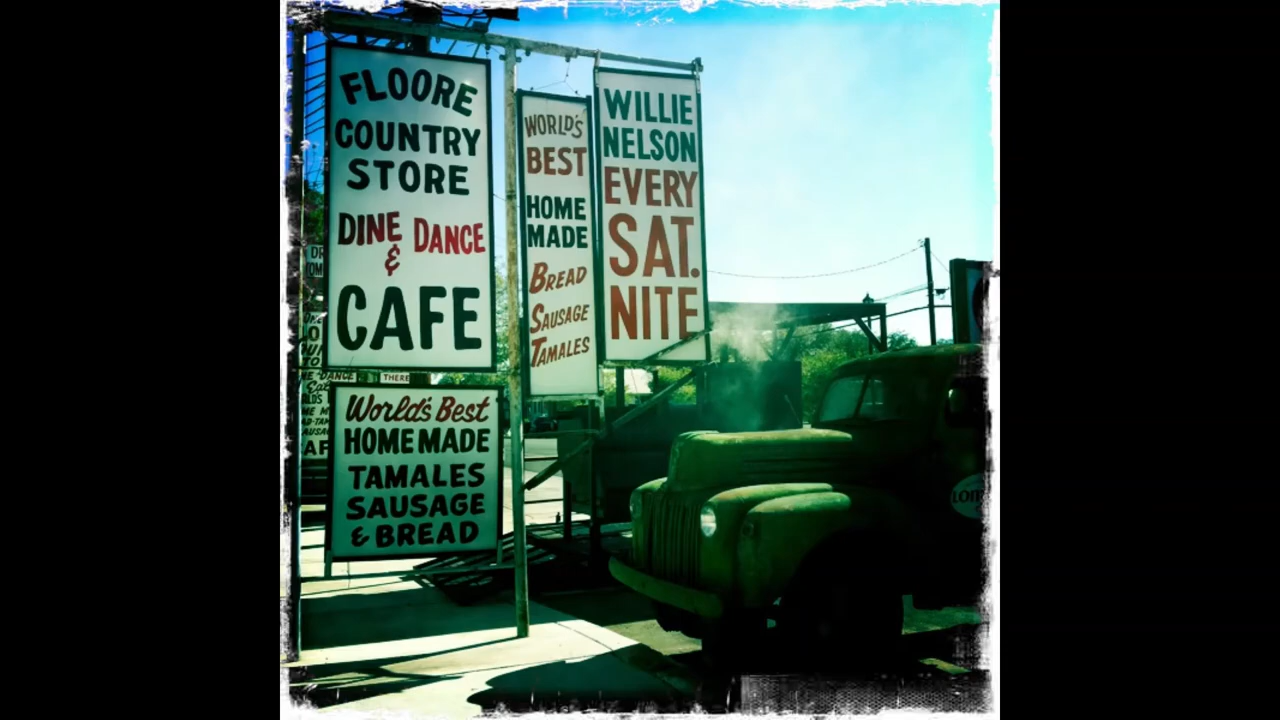 FLOORE
COUNTRY
STORE
DINE & DANCE
CAFE
WORLD'S
BEST
HOME
MADE
BREAD
SAUSAGE
TAMALES
WILLIE
NELSON
EVERY
SAT.
NITE
World's Best
HOME MADE
TAMALES
SAUSAGE
& BREAD
THERE